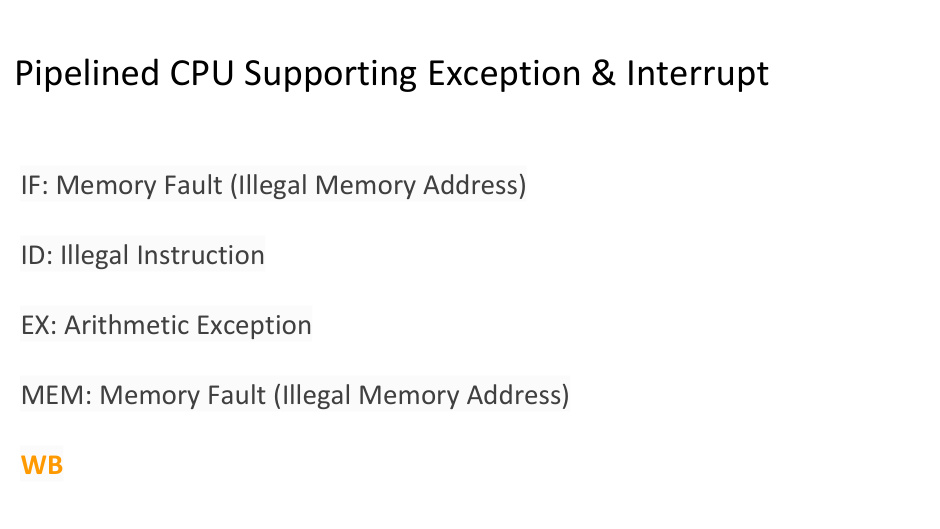 Pipelined CPU Supporting Exception & Interrupt
IF: Memory Fault (Illegal Memory Address)
ID: Illegal Instruction
EX: Arithmetic Exception
MEM: Memory Fault (Illegal Memory Address)
WB